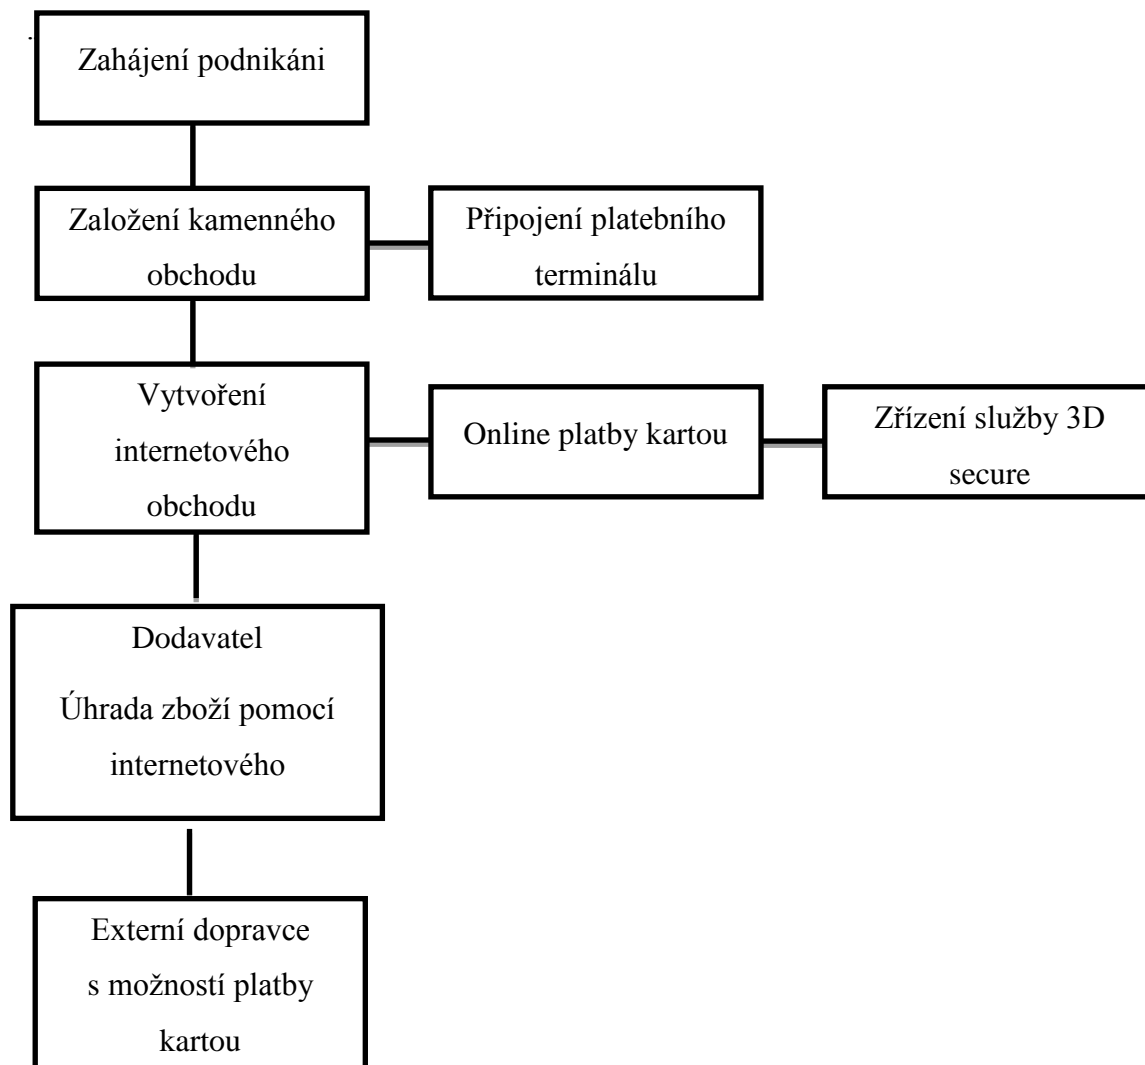 Zahájení podnikáni
Založení kamenného
obchodu
Připojení platebního
terminálu
Vytvoření
internetového
obchodu
Online platby kartou
Zřízení služby 3D
secure
Dodavatel
Úhrada zboží pomocí
internetového
Externí dopravce
s možností platby
kartou